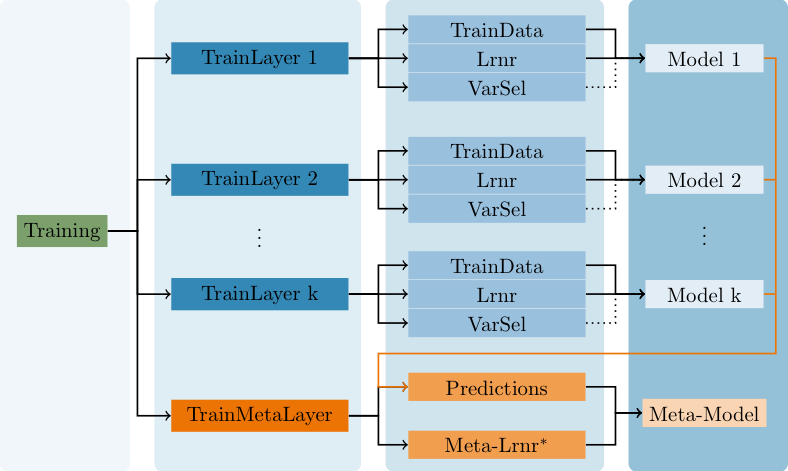 Training
TrainLayer 1
TrainLayer 2
⋮
TrainLayer k
TrainMetaLayer
TrainData
Lrnr
VarSel
TrainData
Lrnr
VarSel
TrainData
Lrnr
VarSel
Predictions
Meta-Lrnr*
Model 1
Model 2
⋮
Model k
Meta-Model